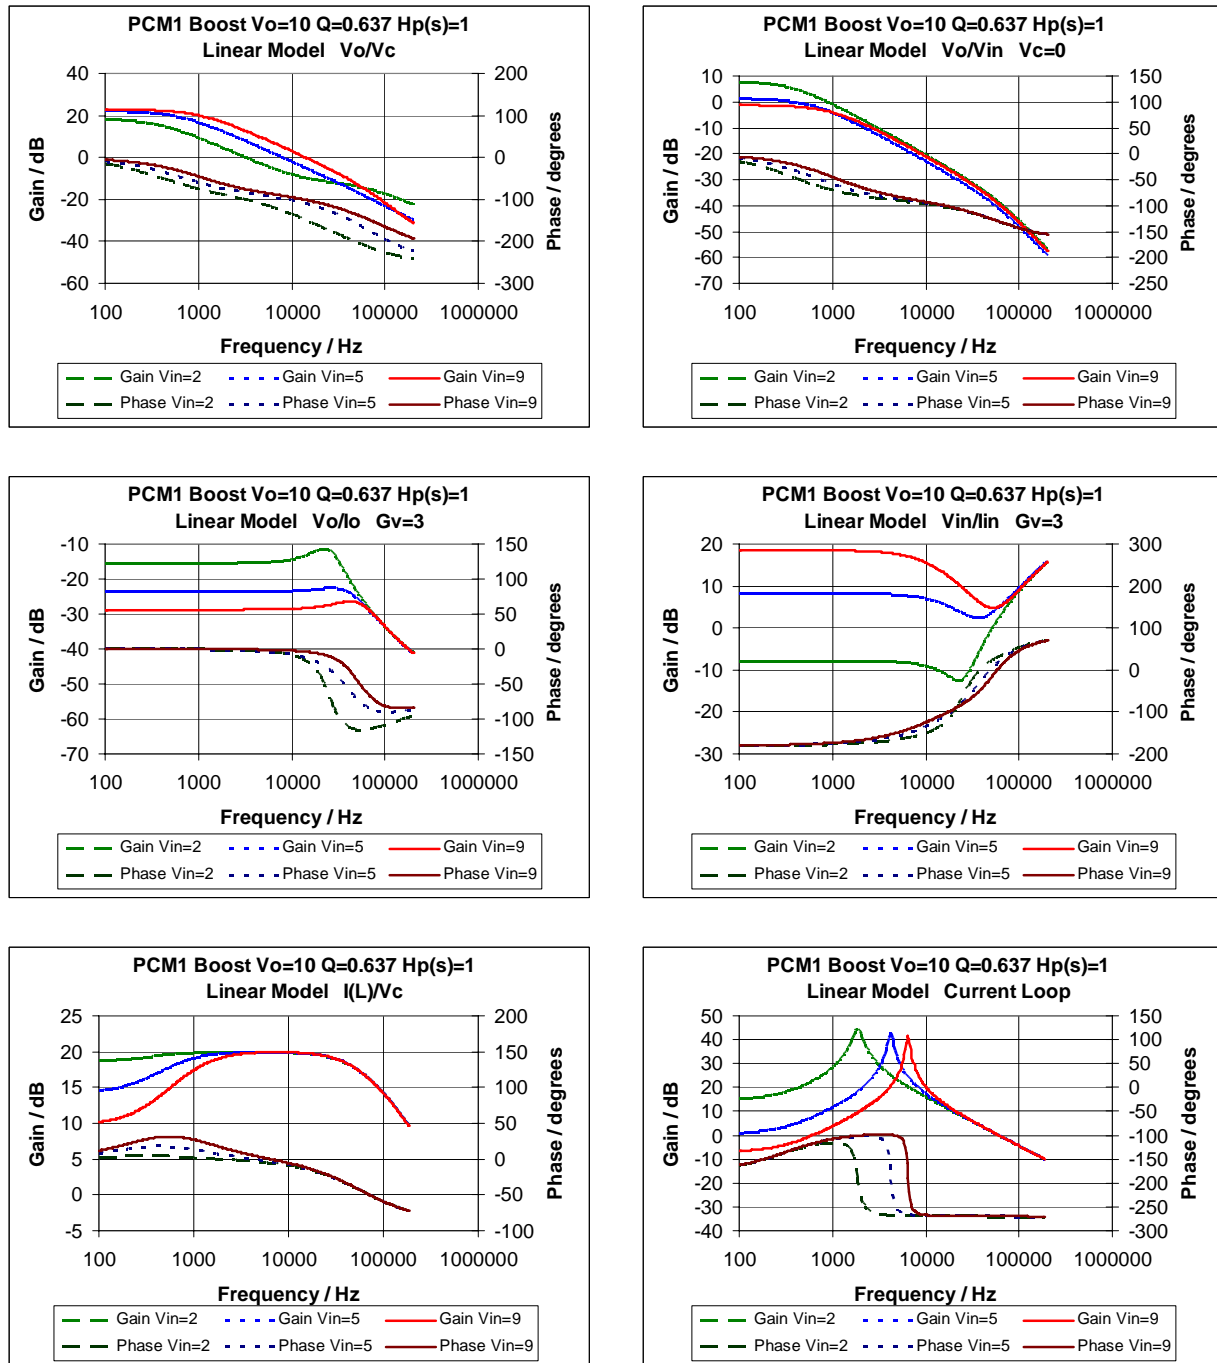 PCM1 Boost Vo=10 Q=0.637 Hp(s)=1
Linear Model Vo/Vc
40 20 0 -20 -40 -60
Gain / dB
200 100 0 -100 -200 -300
Phase / degrees
100 1000 10000 100000 1000000
Frequency / Hz
Gain Vin=2 Gain Vin=5 Gain Vin=9
Phase Vin=2 Phase Vin=5 Phase Vin=9
PCM1 Boost Vo=10 Q=0.637 Hp(s)=1
Linear Model Vo/Vin Vc=0
10 0 -10 -20 -30 -40 -50 -60 -70
Gain / dB
150 100 50 0 -50 -100 -150 -200 -250
Phase / degrees
100 1000 10000 100000 1000000
Frequency / Hz
Gain Vin=2 Gain Vin=5 Gain Vin=9
Phase Vin=2 Phase Vin=5 Phase Vin=9
PCM1 Boost Vo=10 Q=0.637 Hp(s)=1
Linear Model Vo/Io Gv=3
-10 -20 -30 -40 -50 -60 -70
Gain / dB
150 100 50 0 -50 -100 -150
Phase / degrees
100 1000 10000 100000 1000000
Frequency / Hz
Gain Vin=2 Gain Vin=5 Gain Vin=9
Phase Vin=2 Phase Vin=5 Phase Vin=9
PCM1 Boost Vo=10 Q=0.637 Hp(s)=1
Linear Model Vin/Iin Gv=3
20 10 0 -10 -20 -30
Gain / dB
300 200 100 0 -100 -200
Phase / degrees
100 1000 10000 100000 1000000
Frequency / Hz
Gain Vin=2 Gain Vin=5 Gain Vin=9
Phase Vin=2 Phase Vin=5 Phase Vin=9
PCM1 Boost Vo=10 Q=0.637 Hp(s)=1
Linear Model I(L)/Vc
25 20 15 10 5 0 -5
Gain / dB
200 150 100 50 0 -50 -100
Phase / degrees
100 1000 10000 100000 1000000
Frequency / Hz
Gain Vin=2 Gain Vin=5 Gain Vin=9
Phase Vin=2 Phase Vin=5 Phase Vin=9
PCM1 Boost Vo=10 Q=0.637 Hp(s)=1
Linear Model Current Loop
50 40 30 20 10 0 -10 -20 -30 -40
Gain / dB
150 100 50 0 -50 -100 -150 -200 -250 -300
Phase / degrees
100 1000 10000 100000 1000000
Frequency / Hz
Gain Vin=2 Gain Vin=5 Gain Vin=9
Phase Vin=2 Phase Vin=5 Phase Vin=9